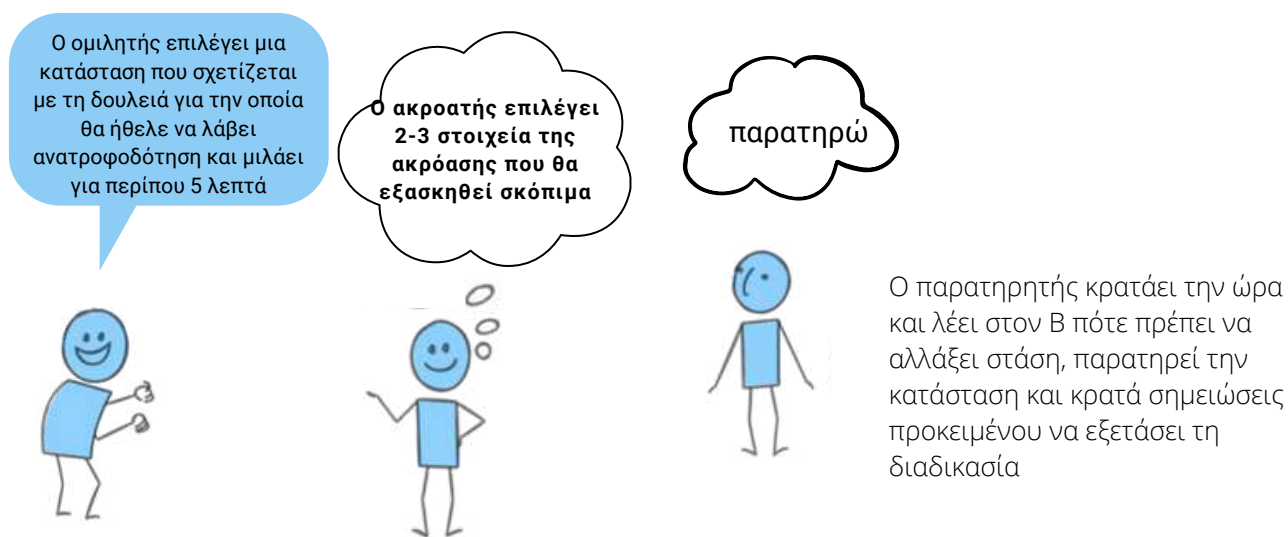 Ο ομιλητής επιλέγει μια
κατάσταση που σχετίζεται
με τη δουλειά για την οποία
θα ήθελε να λάβει
ανατροφοδότηση και μιλάει
για περίπου 5 λεπτά
Ο ακροατής επιλέγει
2-3 στοιχεία της
ακρόασης που θα
εξασκηθεί σκόπιμα
παρατηρώ
Ο παρατηρητής κρατάει την ώρα
και λέει στον Β πότε πρέπει να
αλλάξει στάση, παρατηρεί την
κατάσταση και κρατά σημειώσεις
προκειμένου να εξετάσει τη
διαδικασία